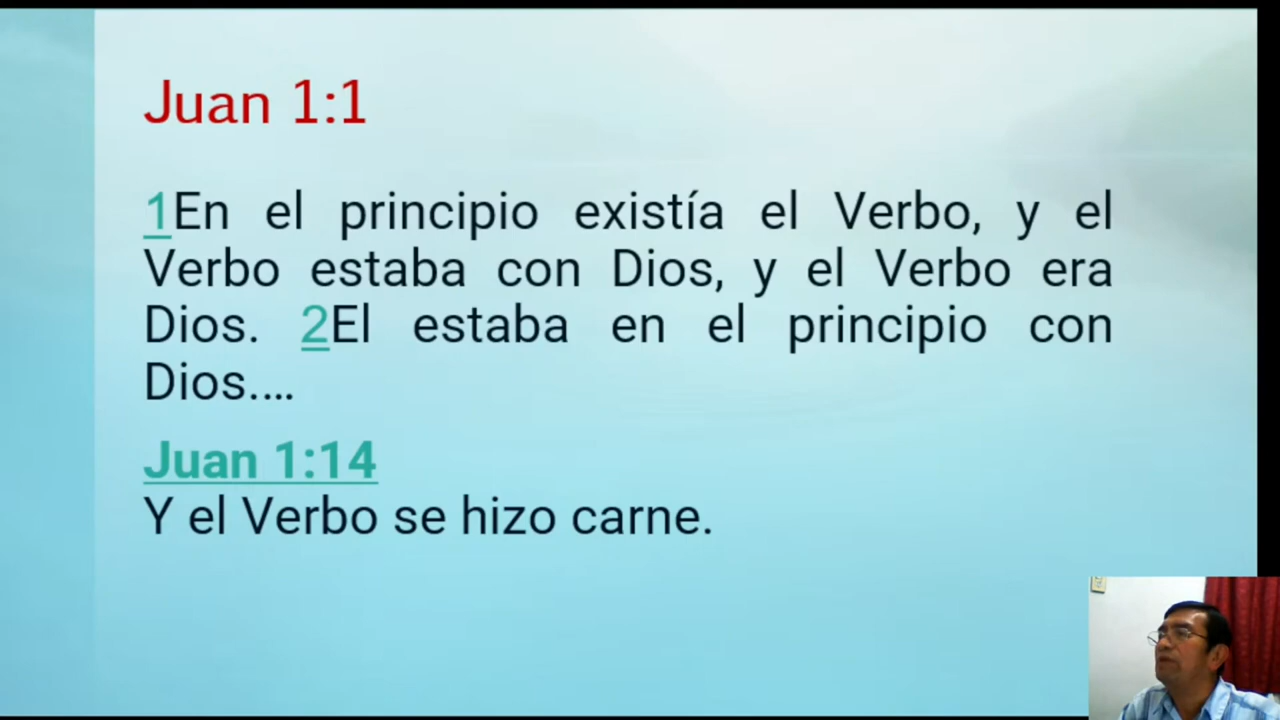 Juan 1:1
1En el principio existía el Verbo, y el
Verbo estaba con Dios, y el Verbo era
Dios. 2El estaba en el principio con
Dios.…
Juan 1:14
Y el Verbo se hizo carne.